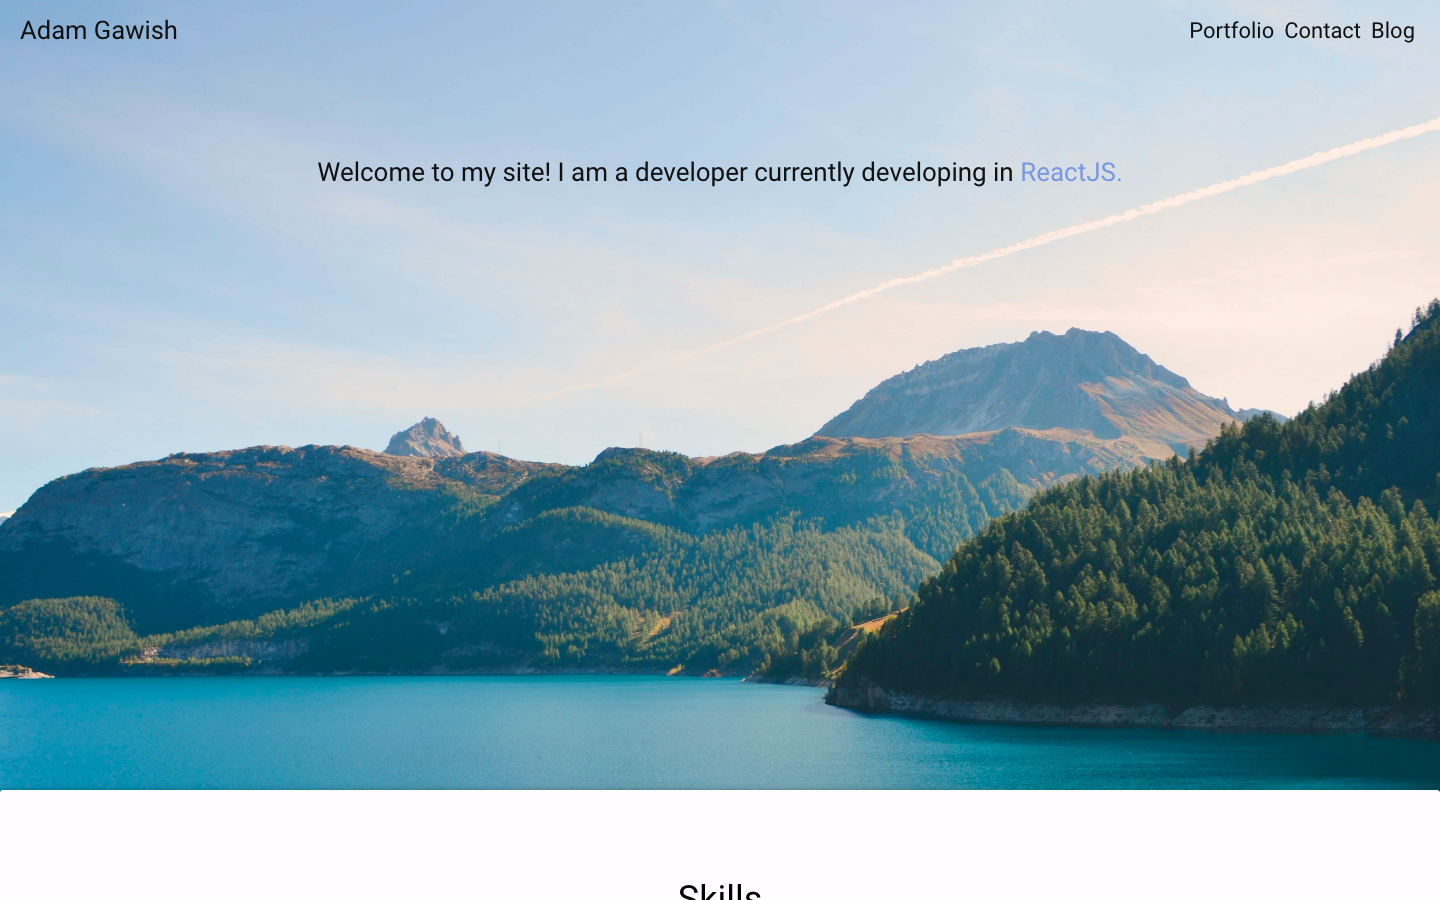 Adam Gawish
Portfolio Contact Blog
Welcome to my site! I am a developer currently developing in ReactJS.
Skills